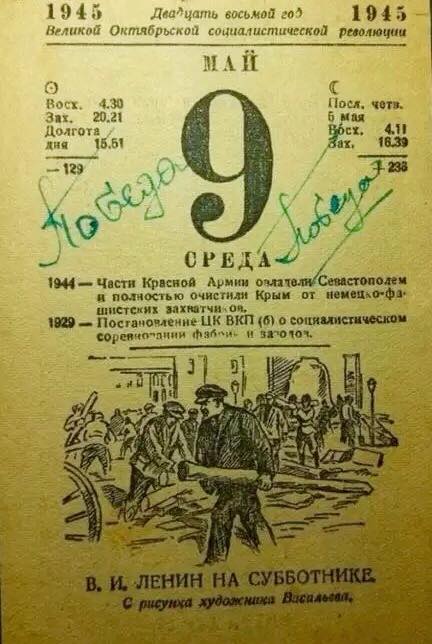 1945 Двадцать восьмой год 1945
Великой Октябрьской социалистической революции
МАЙ
Восх. 4.30
Зах. 20,21
Долгота
дня 15.51
— 129
9
☾
Посл. четв.
5 мая
Восх. 4.11
Зах. 16.39
+ 236
Победа
Победа
СРЕДА
1944 — Части Красной Армии овладели Севастополем
и полностью очистили Крым от немецко-фа-
шистских захватчиков.
1929 — Постановление ЦК ВКП (б) о социалистическом
соревновании фабрик и заводов.
В. И. ЛЕНИН НА СУББОТНИКЕ.
С рисунка художника Васильева.